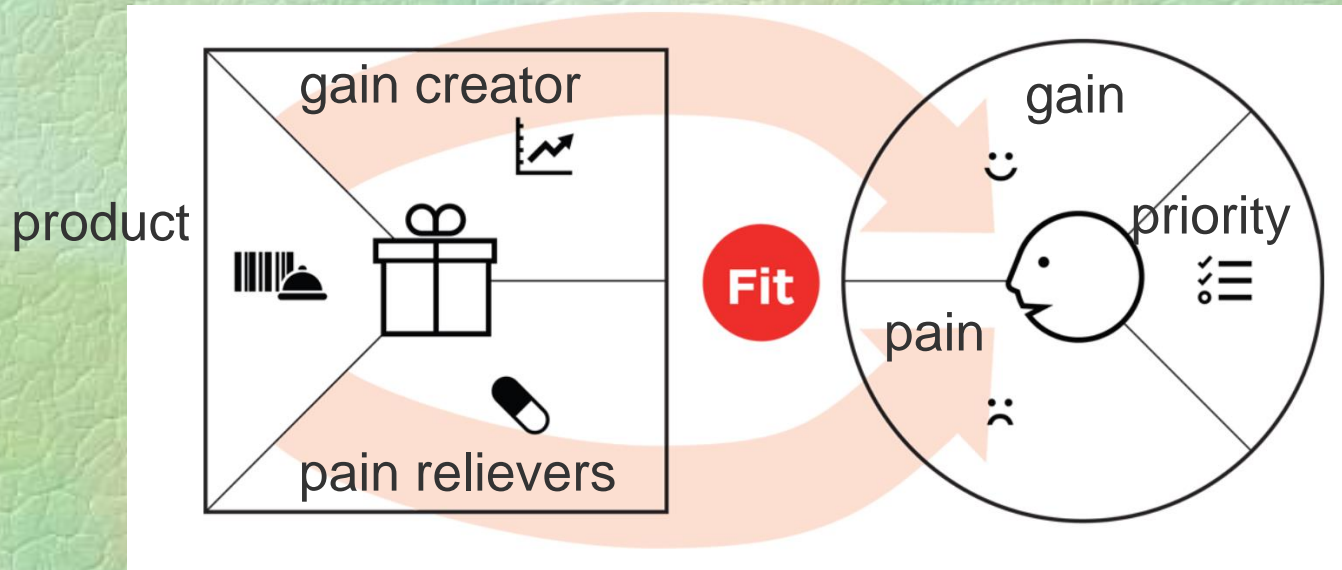 gain creator
gain
product
priority
Fit
pain
pain relievers